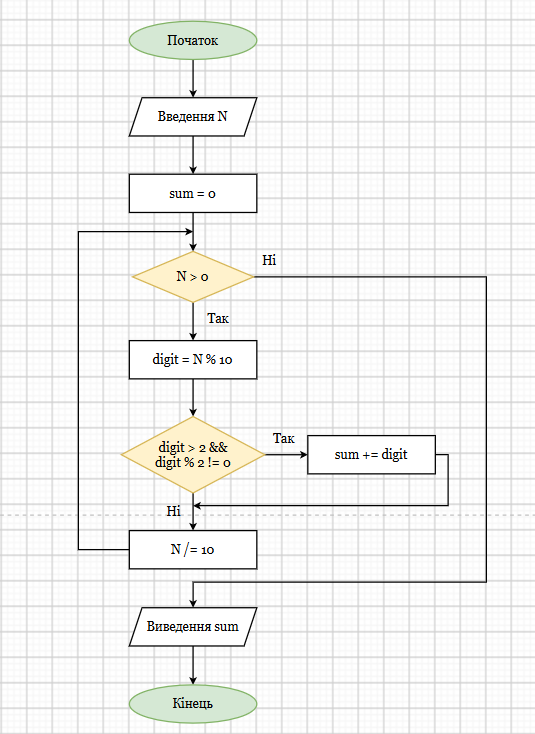 Початок
Введення N
sum = 0
N > 0
Ні
Так
digit = N % 10
digit > 2 &&
digit % 2 != 0
Так
sum += digit
Ні
N /= 10
Виведення sum
Кінець